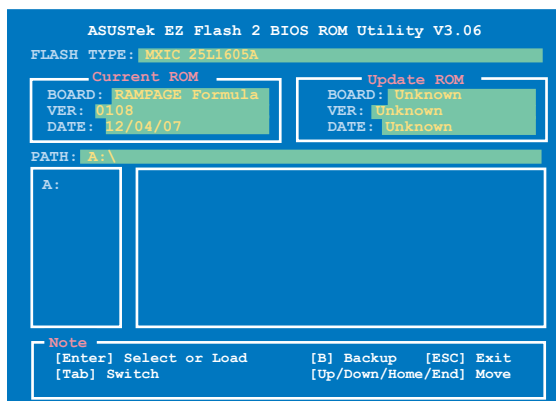 ASUSTek EZ Flash 2 BIOS ROM Utility V3.06
FLASH TYPE: MXIC 25L1605A
Current ROM
BOARD: RAMPAGE Formula
VER: 0108
DATE: 12/04/07
Update ROM
BOARD: Unknown
VER: Unknown
DATE: Unknown
PATH: A:\
A:
Note
[Enter] Select or Load [B] Backup [ESC] Exit
[Tab] Switch [Up/Down/Home/End] Move